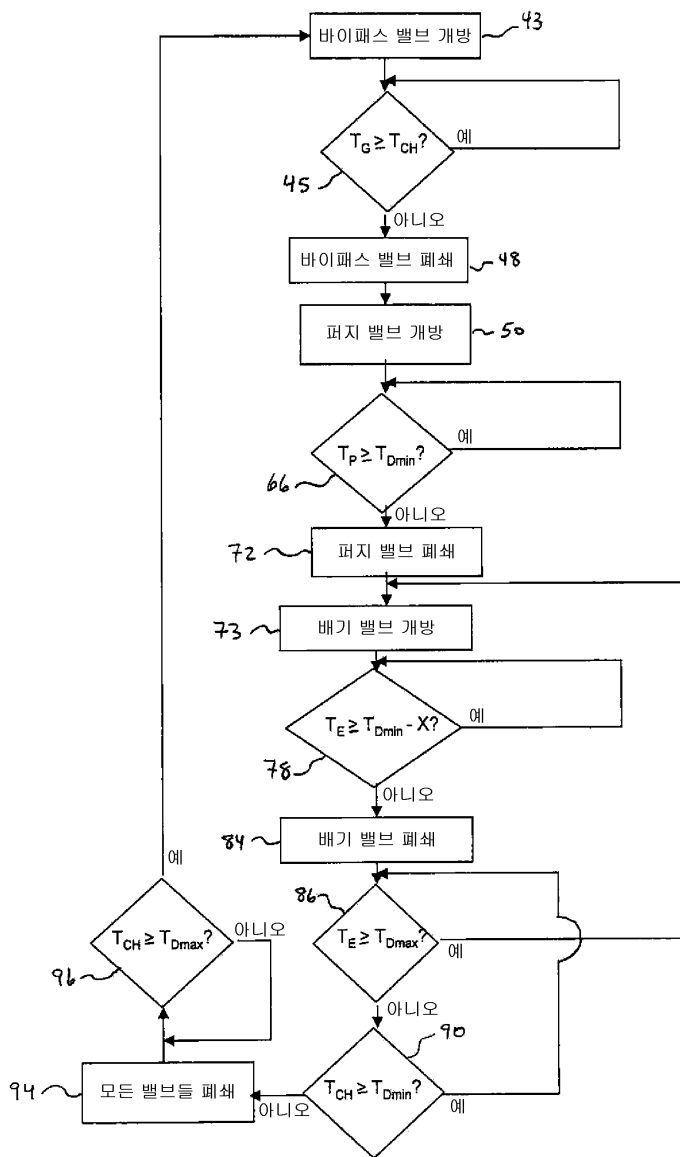 바이패스 밸브 개방
43
T_G ≥ T_CH?
예
45
아니오
바이패스 밸브 폐쇄
48
퍼지 밸브 개방
50
T_P ≥ T_Dmin?
예
66
아니오
72
퍼지 밸브 폐쇄
73
배기 밸브 개방
T_E ≥ T_Dmin - X?
예
78
아니오
84
배기 밸브 폐쇄
예
86
T_CH ≥ T_Dmax?
아니오
T_E ≥ T_Dmax?
예
96
아니오
90
94
모든 밸브들 폐쇄
아니오
T_CH ≥ T_Dmin?
예